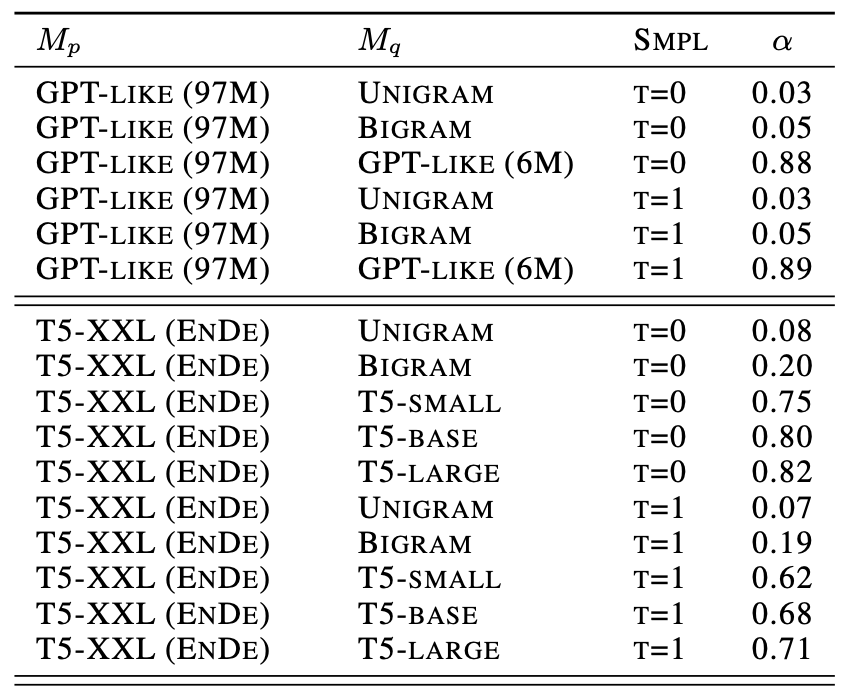 Mp Mq SMPL α
GPT-LIKE (97M) UNIGRAM T=0 0.03
GPT-LIKE (97M) BIGRAM T=0 0.05
GPT-LIKE (97M) GPT-LIKE (6M) T=0 0.88
GPT-LIKE (97M) UNIGRAM T=1 0.03
GPT-LIKE (97M) BIGRAM T=1 0.05
GPT-LIKE (97M) GPT-LIKE (6M) T=1 0.89
T5-XXL (ENDE) UNIGRAM T=0 0.08
T5-XXL (ENDE) BIGRAM T=0 0.20
T5-XXL (ENDE) T5-SMALL T=0 0.75
T5-XXL (ENDE) T5-BASE T=0 0.80
T5-XXL (ENDE) T5-LARGE T=0 0.82
T5-XXL (ENDE) UNIGRAM T=1 0.07
T5-XXL (ENDE) BIGRAM T=1 0.19
T5-XXL (ENDE) T5-SMALL T=1 0.62
T5-XXL (ENDE) T5-BASE T=1 0.68
T5-XXL (ENDE) T5-LARGE T=1 0.71